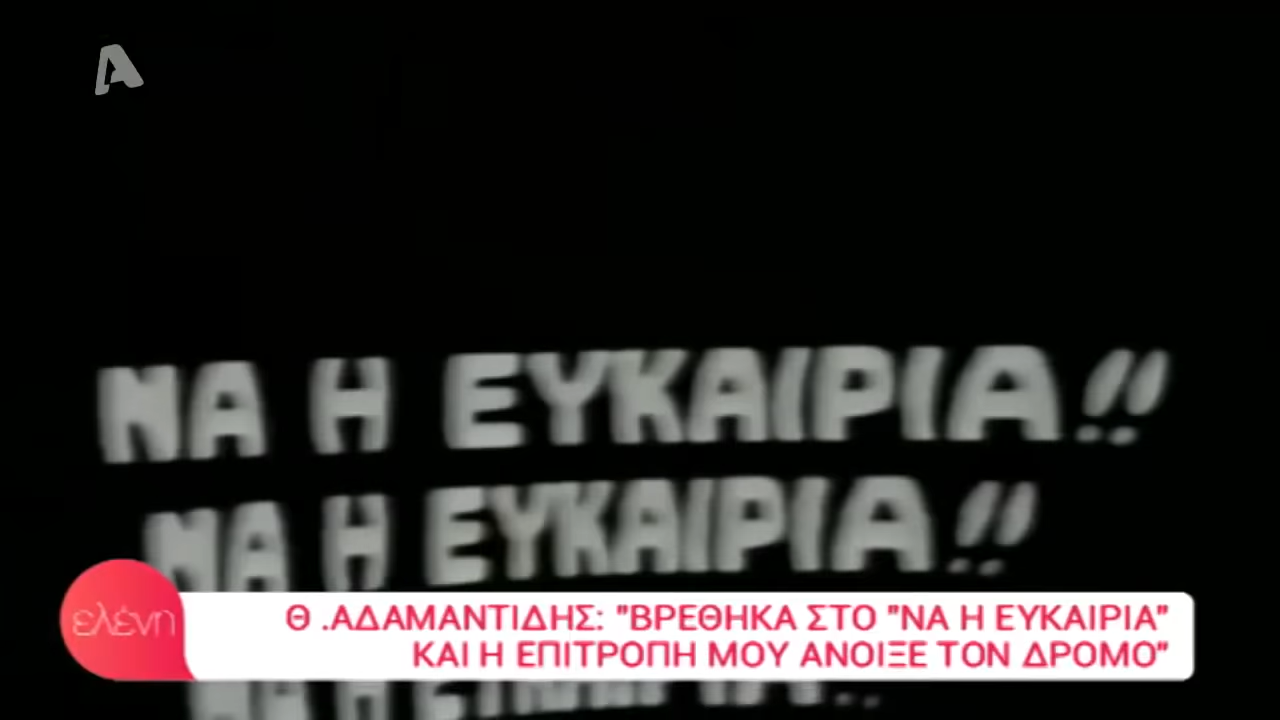 ΝΑ Η ΕΥΚΑΙΡΙΑ!!
ΝΑ Η ΕΥΚΑΙΡΙΑ!!
ελένη
Θ .ΑΔΑΜΑΝΤΙΔΗΣ: "ΒΡΕΘΗΚΑ ΣΤΟ "ΝΑ Η ΕΥΚΑΙΡΙΑ"
ΚΑΙ Η ΕΠΙΤΡΟΠΗ ΜΟΥ ΑΝΟΙΞΕ ΤΟΝ ΔΡΟΜΟ"